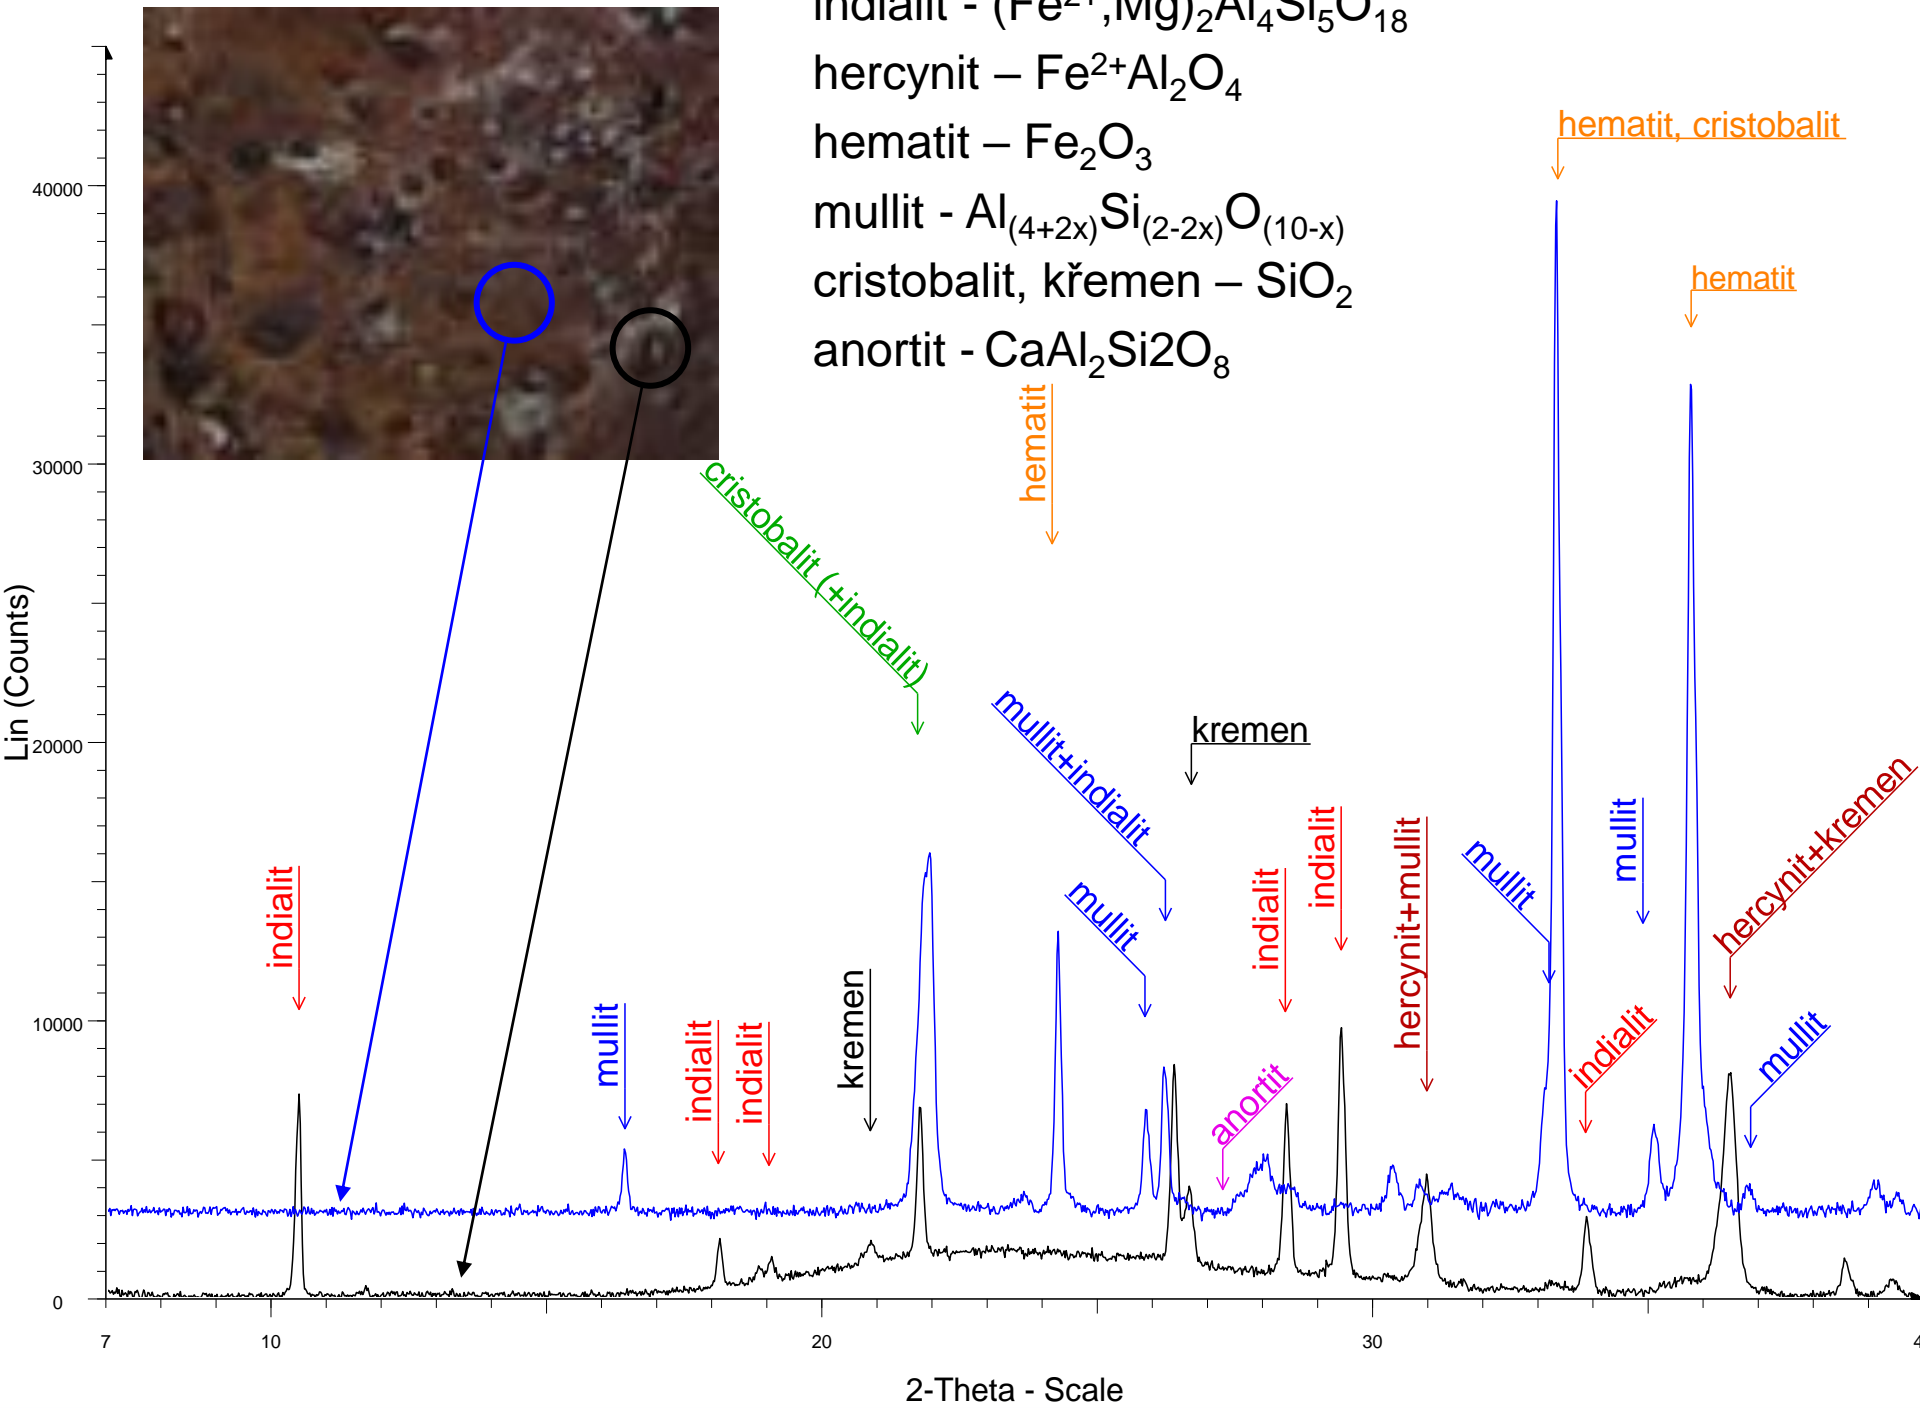 indialit - (Fe²⁺,Mg)₂Al₄Si₅O₁₈
hercynit – Fe²⁺Al₂O₄
hematit – Fe₂O₃
mullit - Al₍₄₊₂ₓ₎Si₍₂₋₂ₓ₎O₍₁₀₋ₓ₎
cristobalit, křemen – SiO₂
anortit - CaAl₂Si2O₈
hematit, cristobalit
hematit
hematit
cristobalit (+indialit)
mullit+indialit
kremen
mullit
indialit
indialit
hercynit+mullit
mullit
mullit
hercynit+kremen
indialit
mullit
indialit
indialit
kremen
anortit
indialit
mullit
Lin (Counts)
40000
30000
20000
10000
0
7
10
20
30
4
2-Theta - Scale